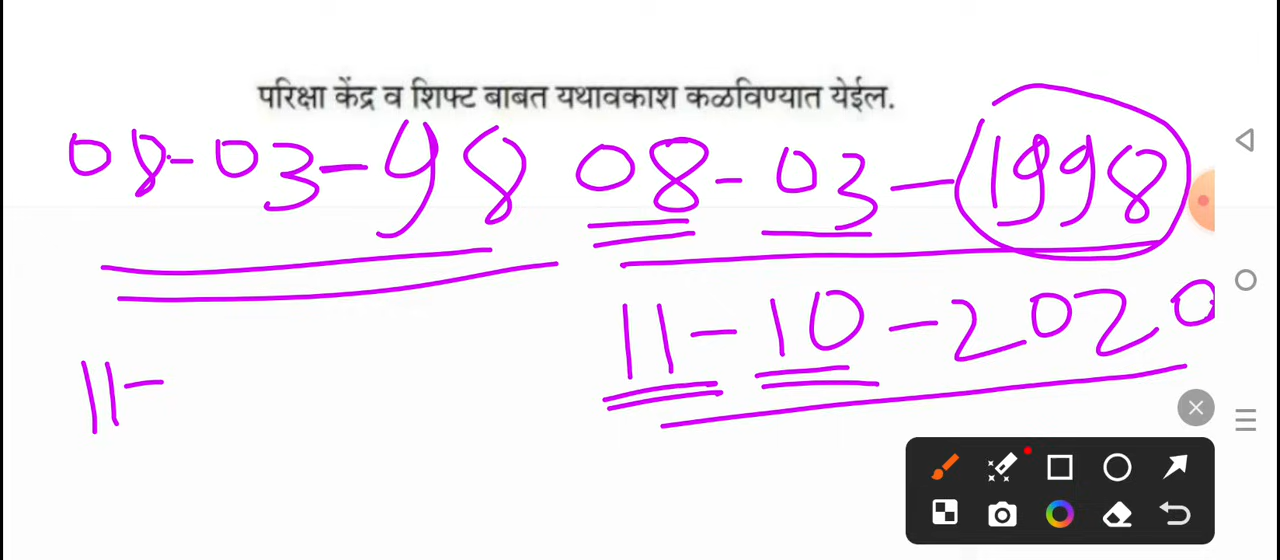 परिक्षा केंद्र व शिफ्ट बाबत यथावकाश कळविण्यात येईल.
08-03-98 08-03-1998
11-10-2020
11-